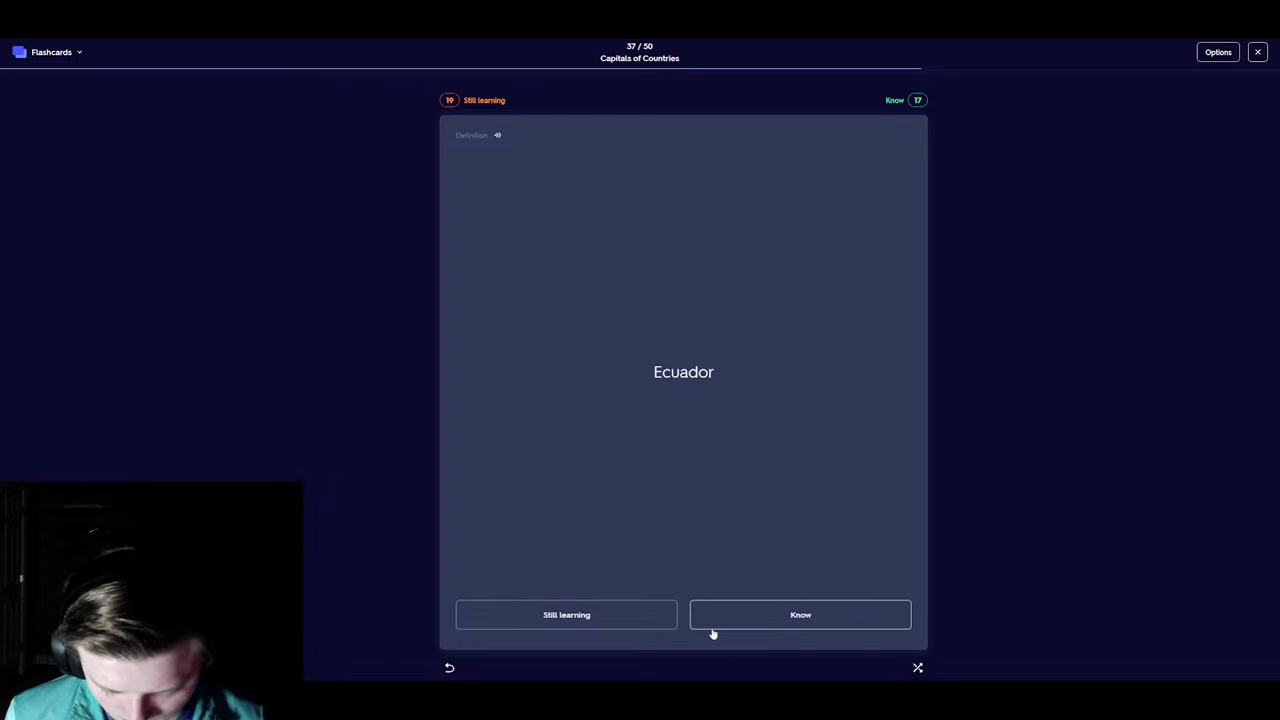 Flashcards
37 / 50
Capitals of Countries
Options
19 Still learning
Know 17
Definition
Ecuador
Still learning
Know